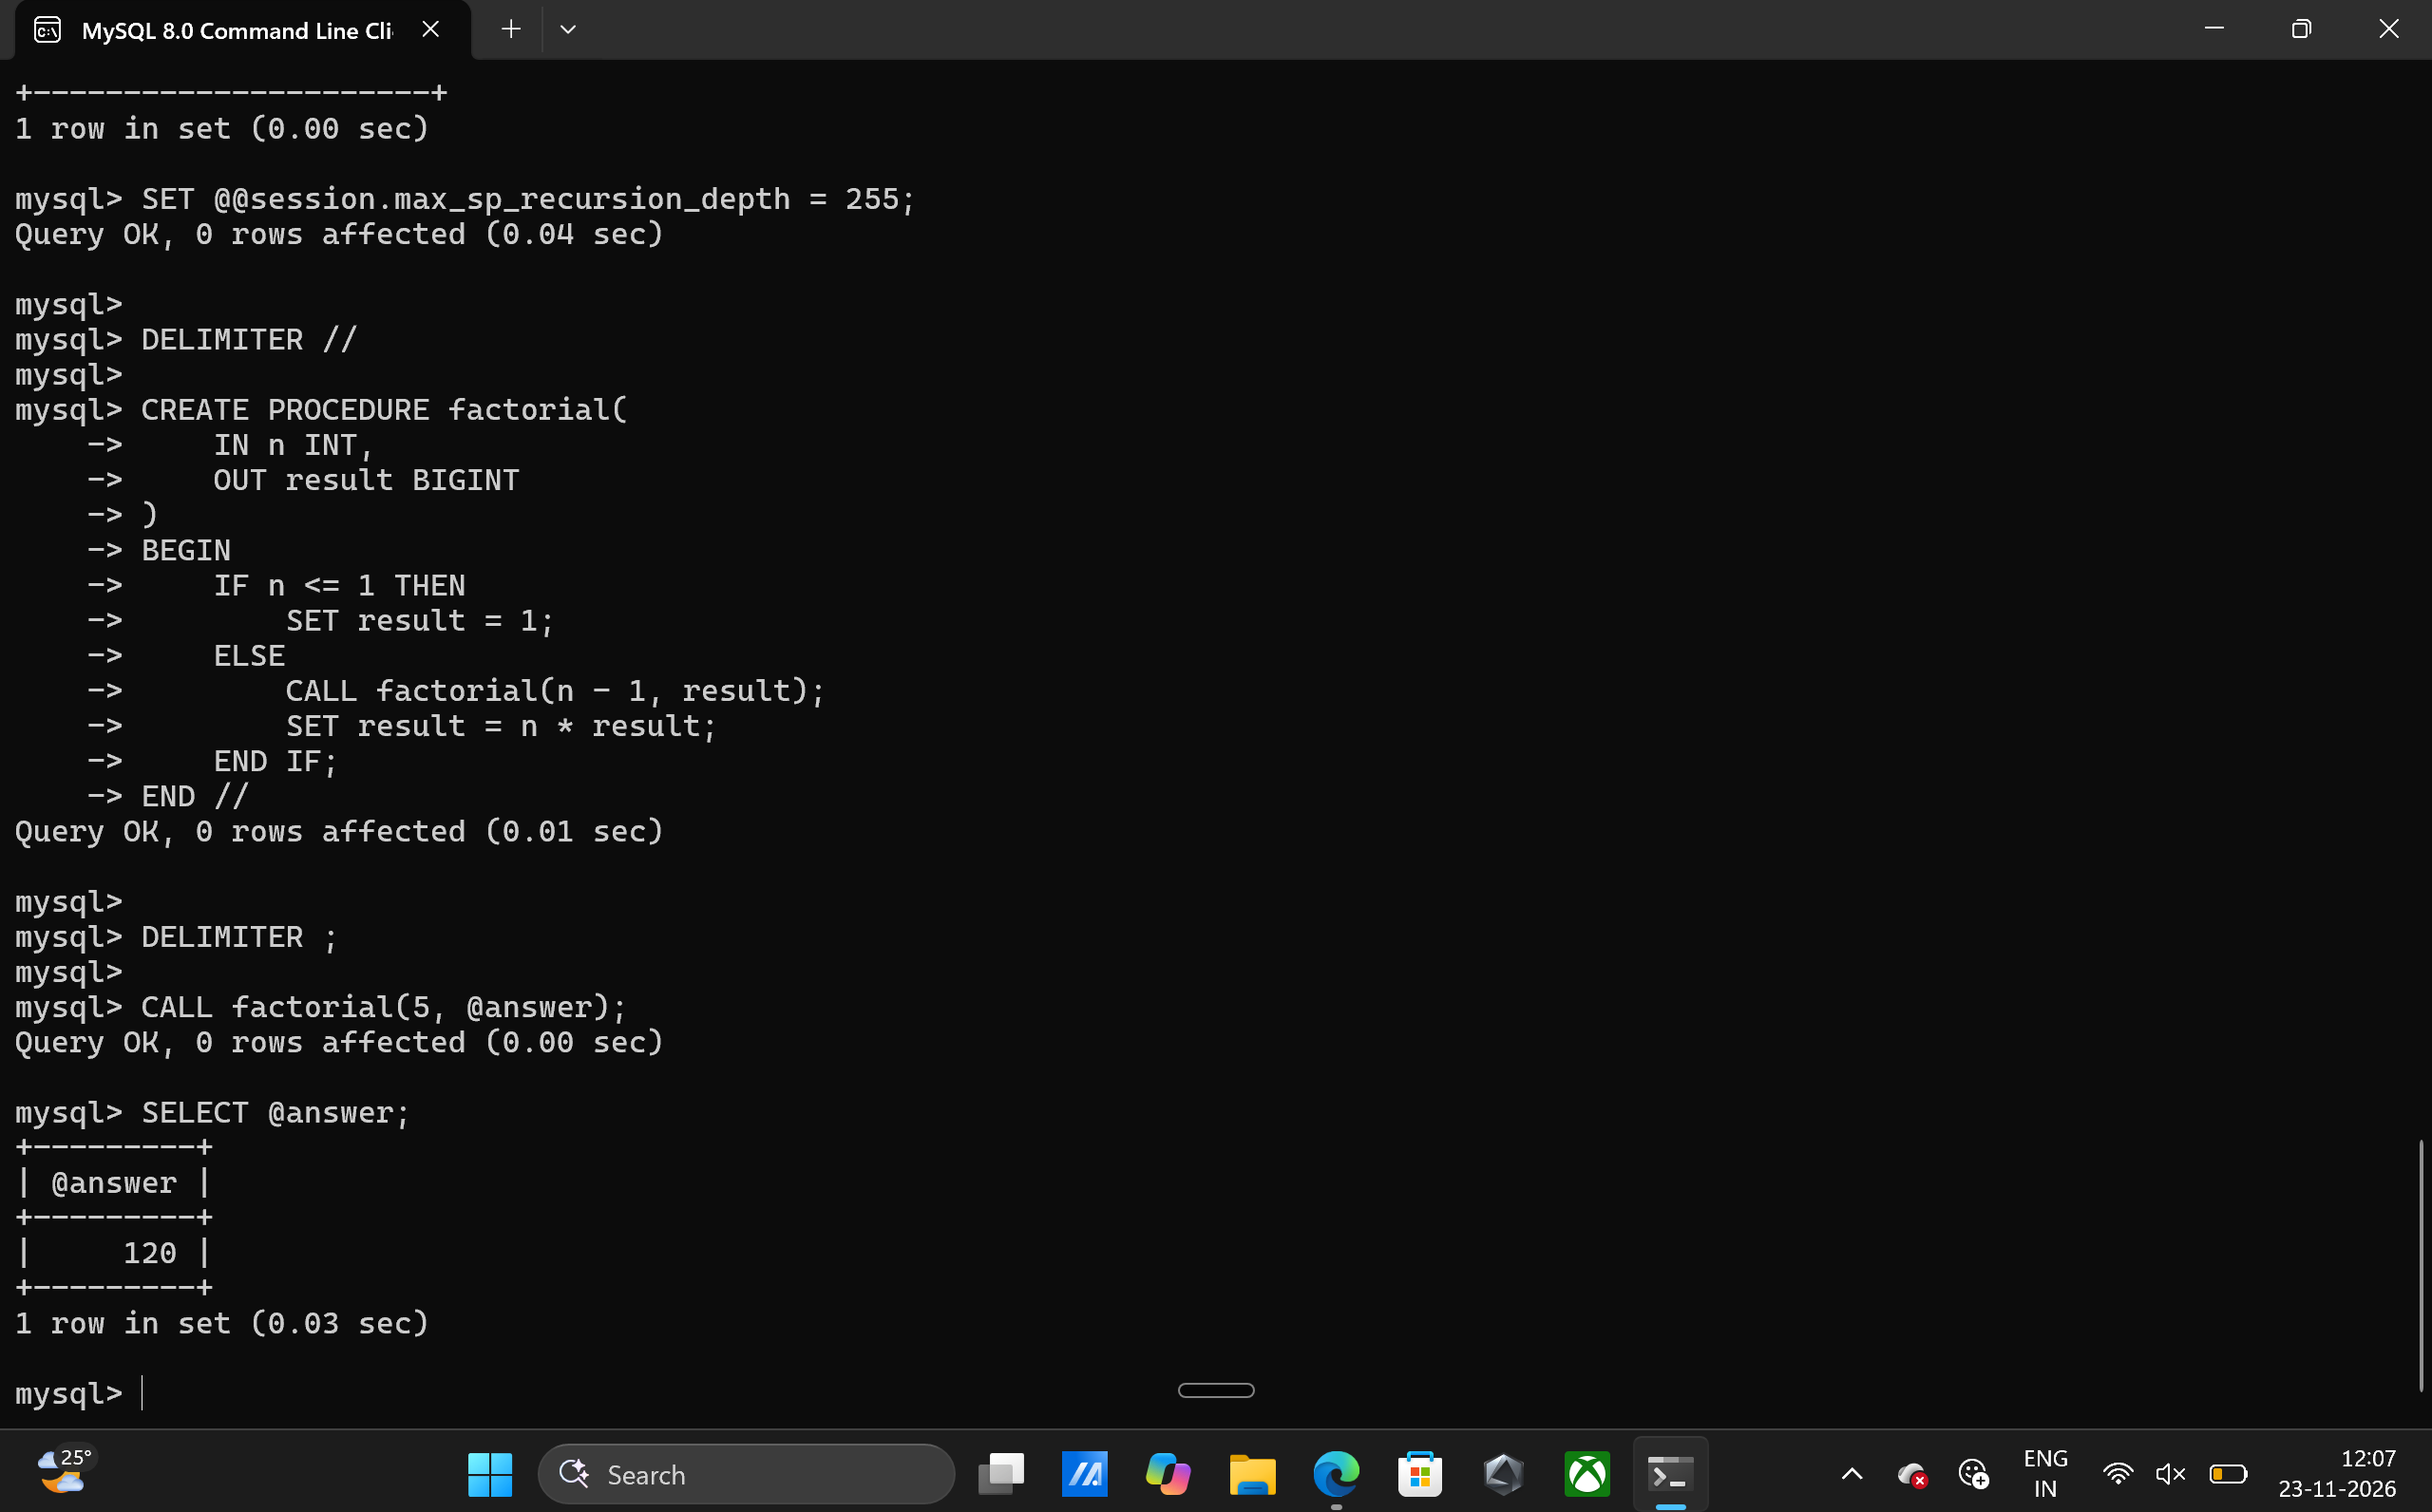 MySQL 8.0 Command Line Cli
+----------------------+
1 row in set (0.00 sec)
mysql> SET @@session.max_sp_recursion_depth = 255;
Query OK, 0 rows affected (0.04 sec)
mysql>
mysql> DELIMITER //
mysql>
mysql> CREATE PROCEDURE factorial(
    ->     IN n INT,
    ->     OUT result BIGINT
    -> )
    -> BEGIN
    ->     IF n <= 1 THEN
    ->         SET result = 1;
    ->     ELSE
    ->         CALL factorial(n - 1, result);
    ->         SET result = n * result;
    ->     END IF;
    -> END //
Query OK, 0 rows affected (0.01 sec)
mysql>
mysql> DELIMITER ;
mysql>
mysql> CALL factorial(5, @answer);
Query OK, 0 rows affected (0.00 sec)
mysql> SELECT @answer;
+---------+
| @answer |
+---------+
|     120 |
+---------+
1 row in set (0.03 sec)
mysql>
25°
Search
ENG
IN
12:07
23-11-2026